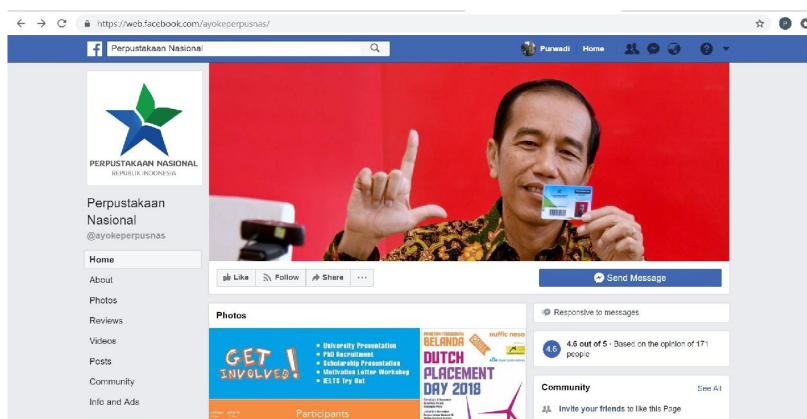 https://web.facebook.com/ayokeperpusnas/
Perpustakaan Nasional
Purwadi Home
PERPUSTAKAAN NASIONAL
REPUBLIK INDONESIA
Perpustakaan
Nasional
@ayokeperpusnas
Home
About
Photos
Reviews
Videos
Posts
Community
Info and Ads
Like Follow Share ...
Send Message
Photos
GET
INVOLVED!
• University Presentation
• PhD Recruitment
• Scholarship Presentation
• Motivation Letter Workshop
• IELTS Try Out
Participants
BELANDA
nuffic neso
DUTCH
PLACEMENT
DAY 2018
Responsive to messages
4.6
4.6 out of 5 · Based on the opinion of 171
people
Community
See All
Invite your friends to like this Page